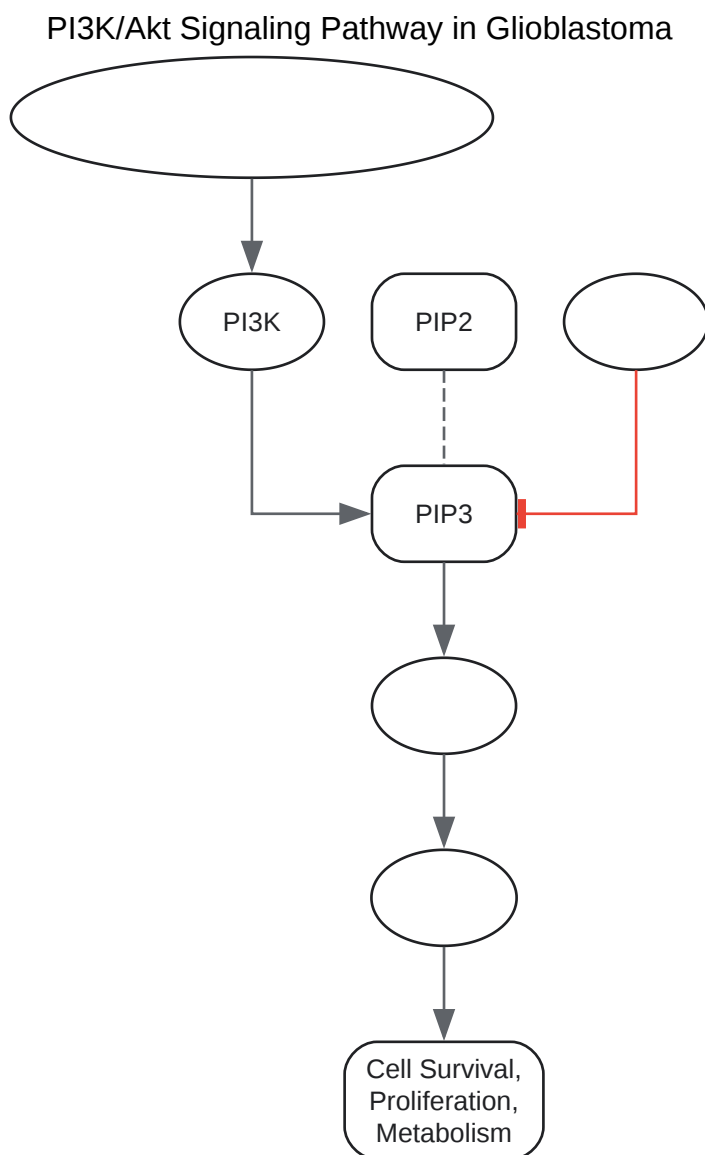 PI3K/Akt Signaling Pathway in Glioblastoma
PI3K
PIP2
PIP3
Cell Survival,
Proliferation,
Metabolism